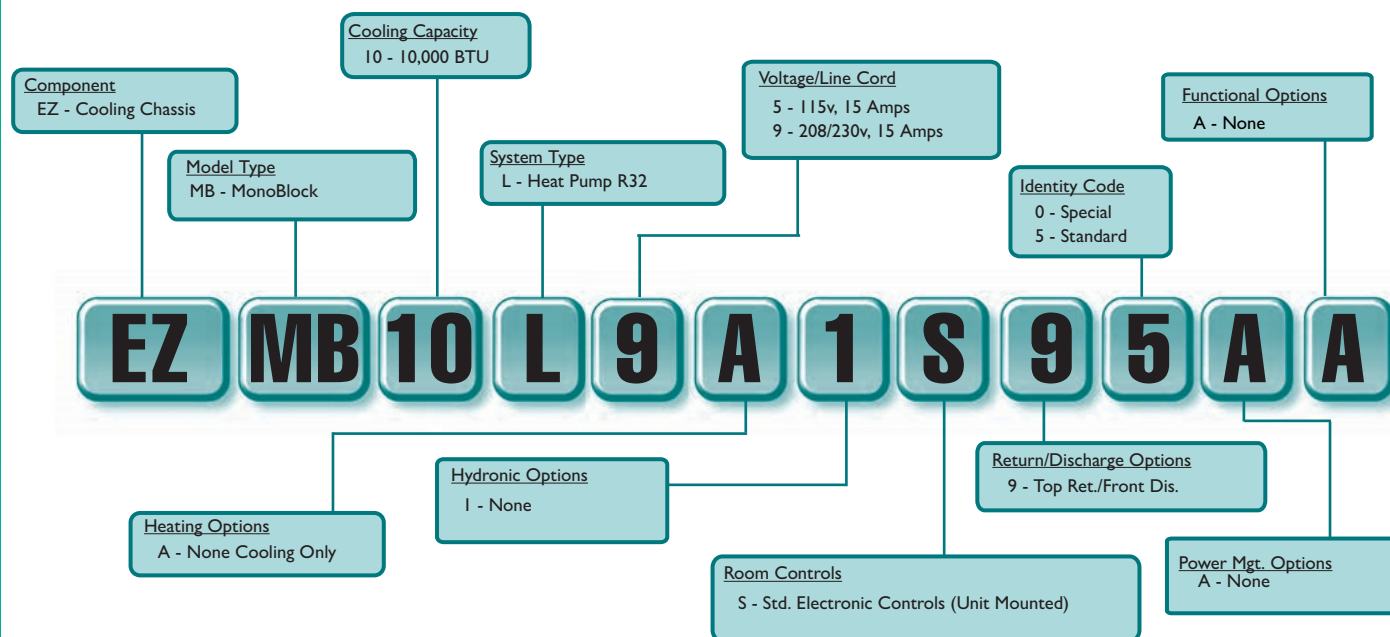 Cooling Capacity
10 - 10,000 BTU
Component
EZ - Cooling Chassis
Voltage/Line Cord
5 - 115v, 15 Amps
9 - 208/230v, 15 Amps
Functional Options
A - None
Model Type
MB - MonoBlock
System Type
L - Heat Pump R32
Identity Code
0 - Special
5 - Standard
EZ MB 10 L 9 A 1 S 9 5 A A
Heating Options
A - None Cooling Only
Hydronic Options
1 - None
Room Controls
S - Std. Electronic Controls (Unit Mounted)
Return/Discharge Options
9 - Top Ret./Front Dis.
Power Mgt. Options
A - None